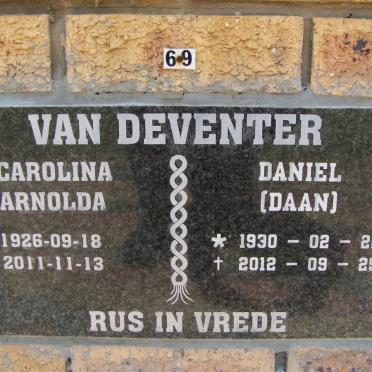 69
VAN DEVENTER
CAROLINA
ARNOLDA
1926-09-18
2011-11-13
DANIEL
(DAAN)
* 1930 - 02 -
† 2012 - 09 -
RUS IN VREDE